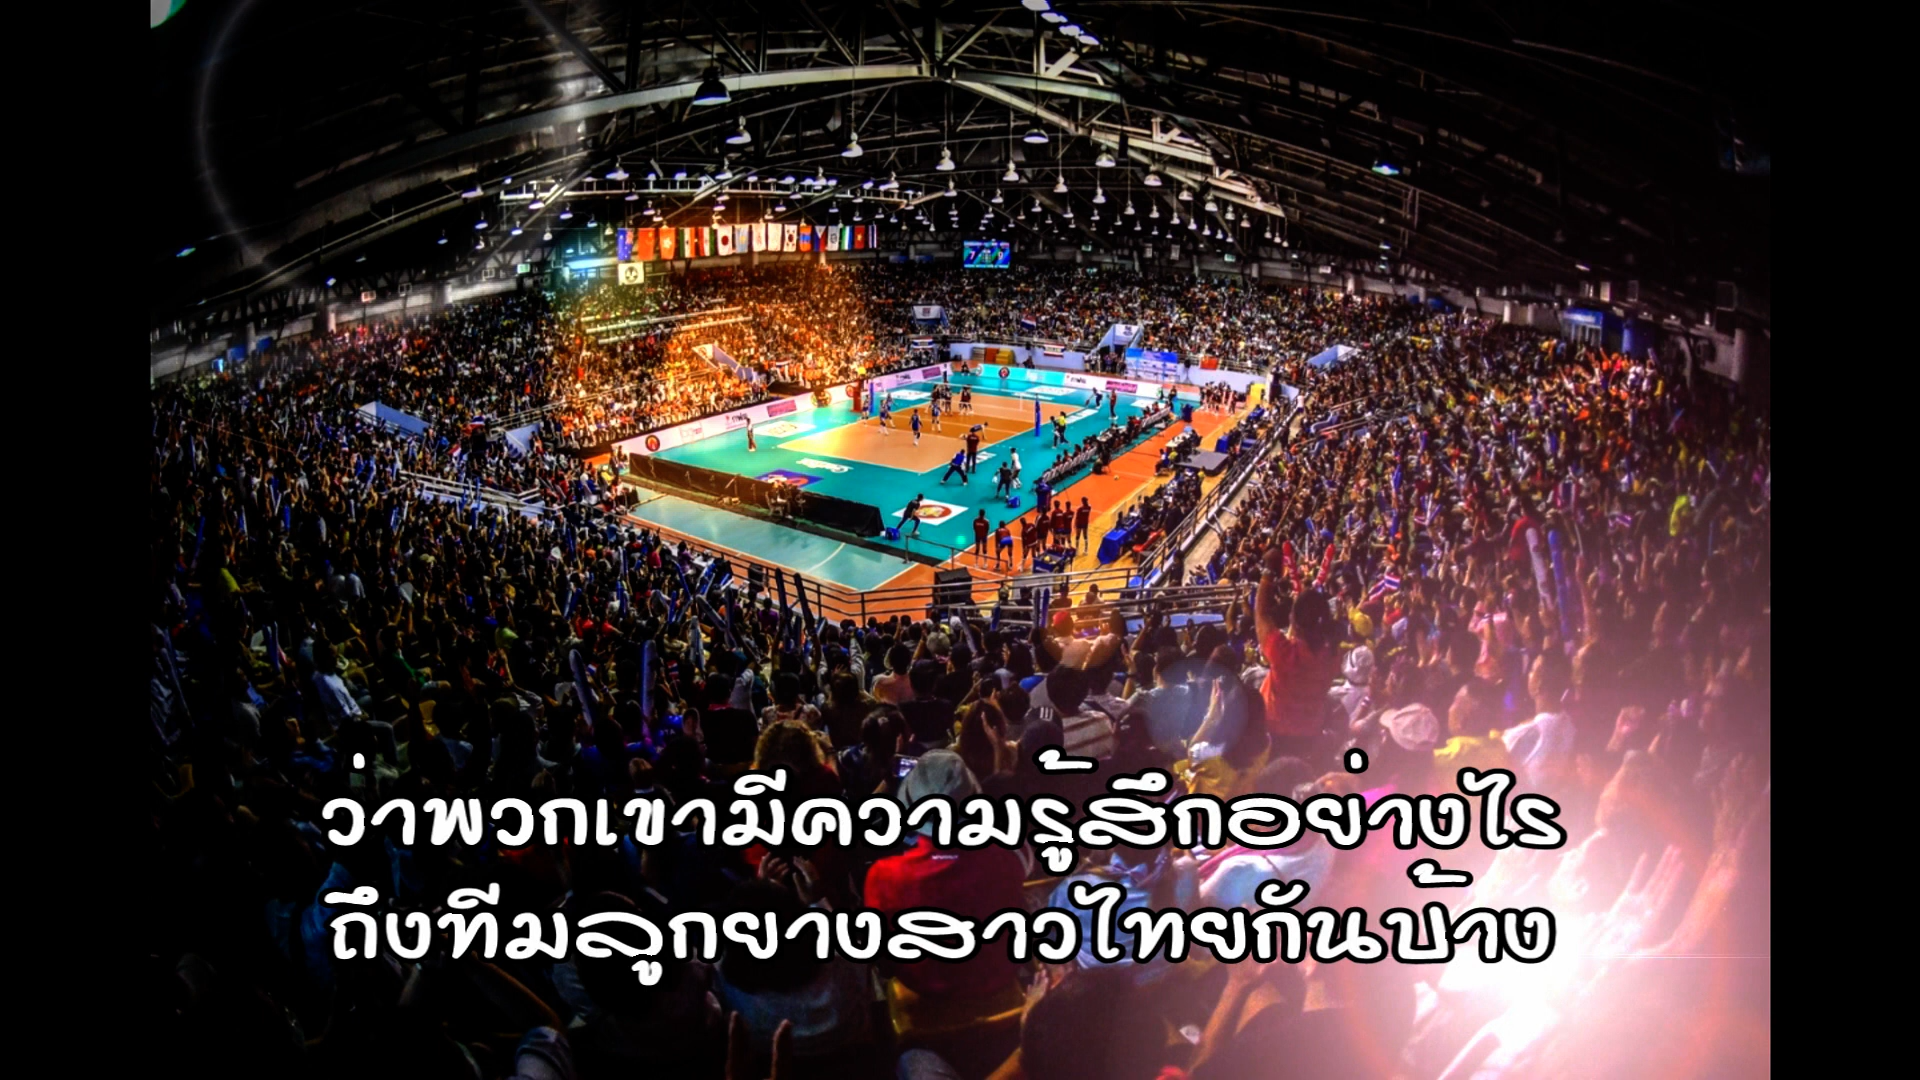 7 9
ว่าพวกเขามีความรู้สึกอย่างไร
ถึงทีมลูกยางสาวไทยกันบ้าง